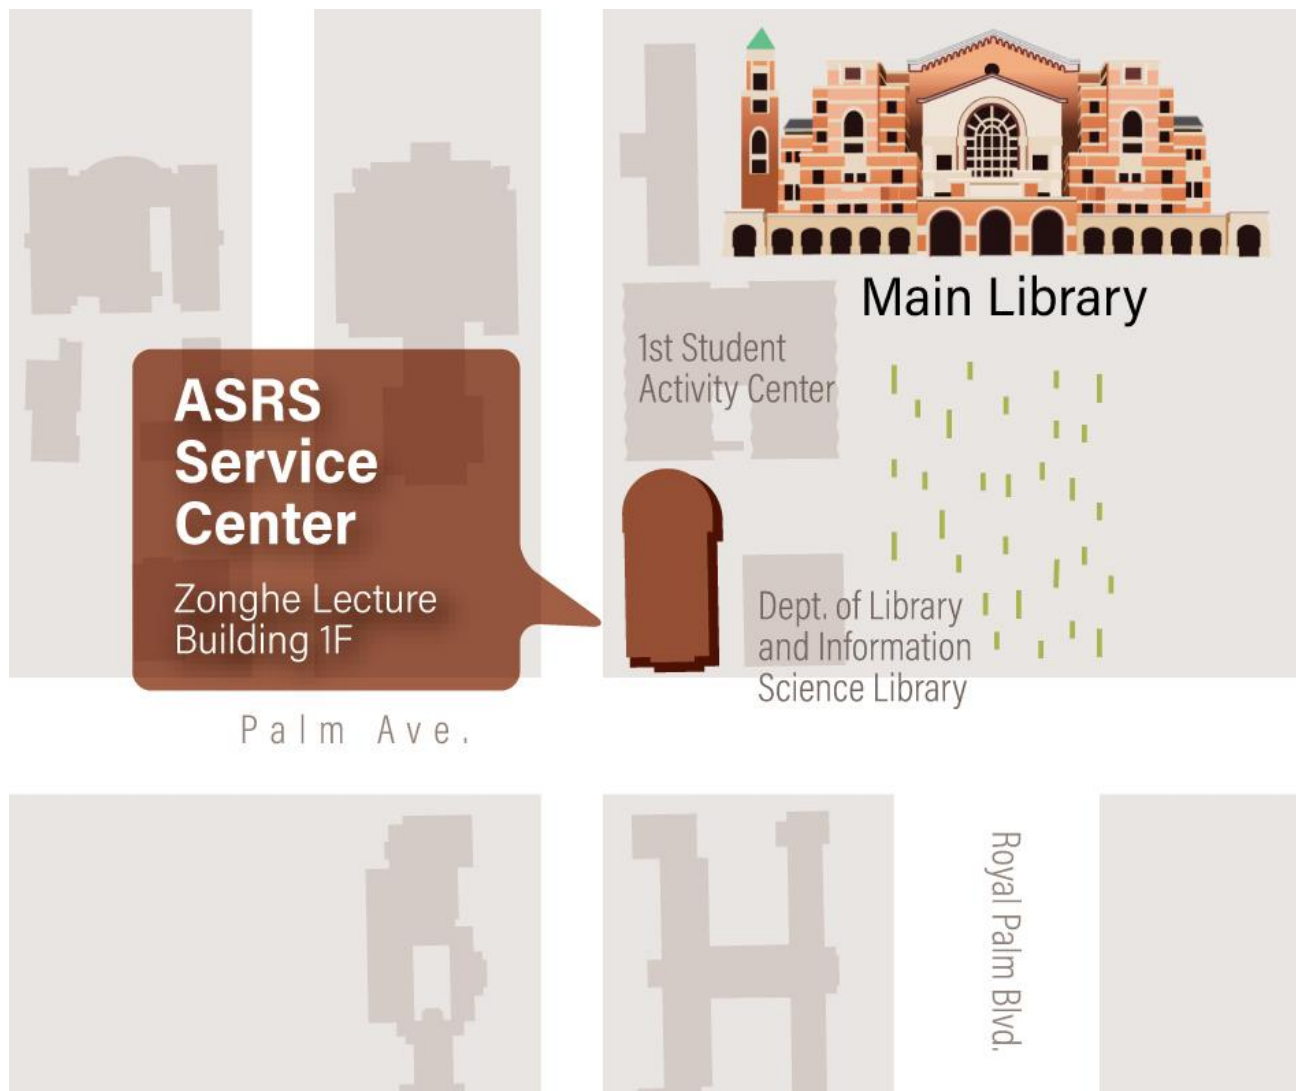 Main Library
1st Student
Activity Center
ASRS
Service
Center
Zonghe Lecture
Building 1F
Dept. of Library
and Information
Science Library
Palm Ave.
Royal Palm Blvd.